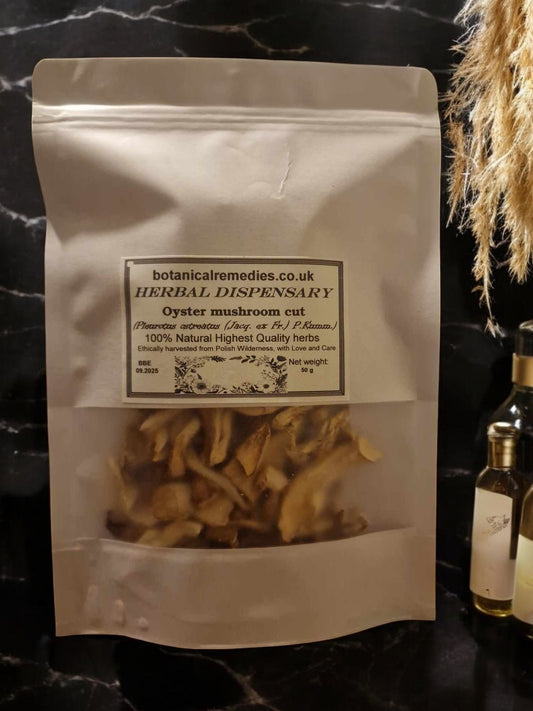 botanicalremedies.co.uk
HERBAL DISPENSARY
Oyster mushroom cut
(Pleurotus ostreatus (Jacq. ex Fr.) P.Kumm.)
100% Natural Highest Quality herbs
Ethically harvested from Polish Wilderness, with Love and Care
BBE
09.2025
Net weight:
50 g